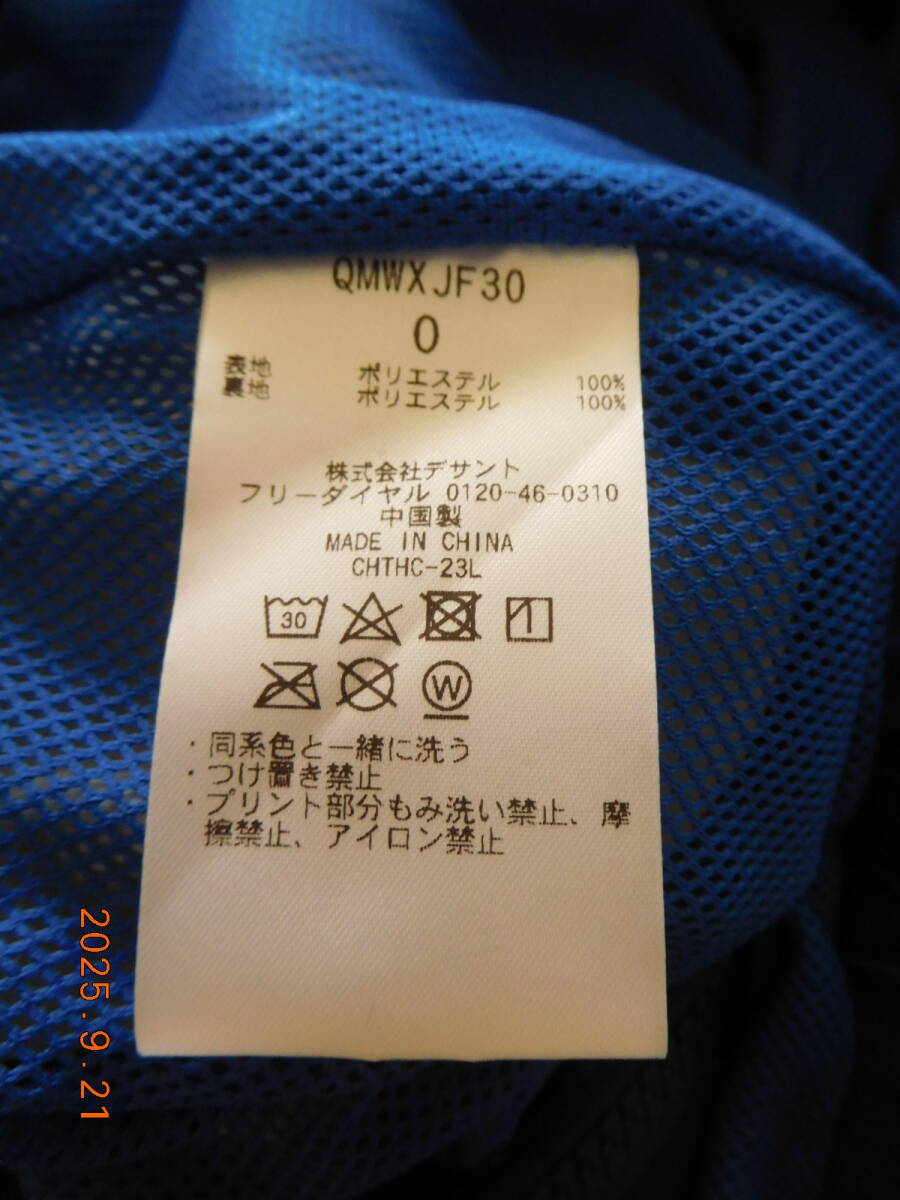 QMWXJF30
0
表地 ポリエステル 100%
裏地 ポリエステル 100%
株式会社デサント
フリーダイヤル 0120-46-0310
中国製
MADE IN CHINA
CHTHC-23L
30
W
・同系色と一緒に洗う
・つけ置き禁止
・プリント部分もみ洗い禁止、摩
擦禁止、アイロン禁止
2025.9.21